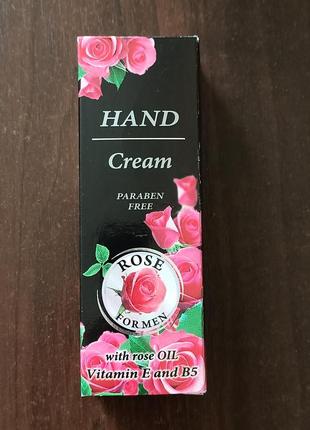 HAND
Cream
PARABEN
FREE
ROSE
FOR MEN
with rose OIL
Vitamin E and B5